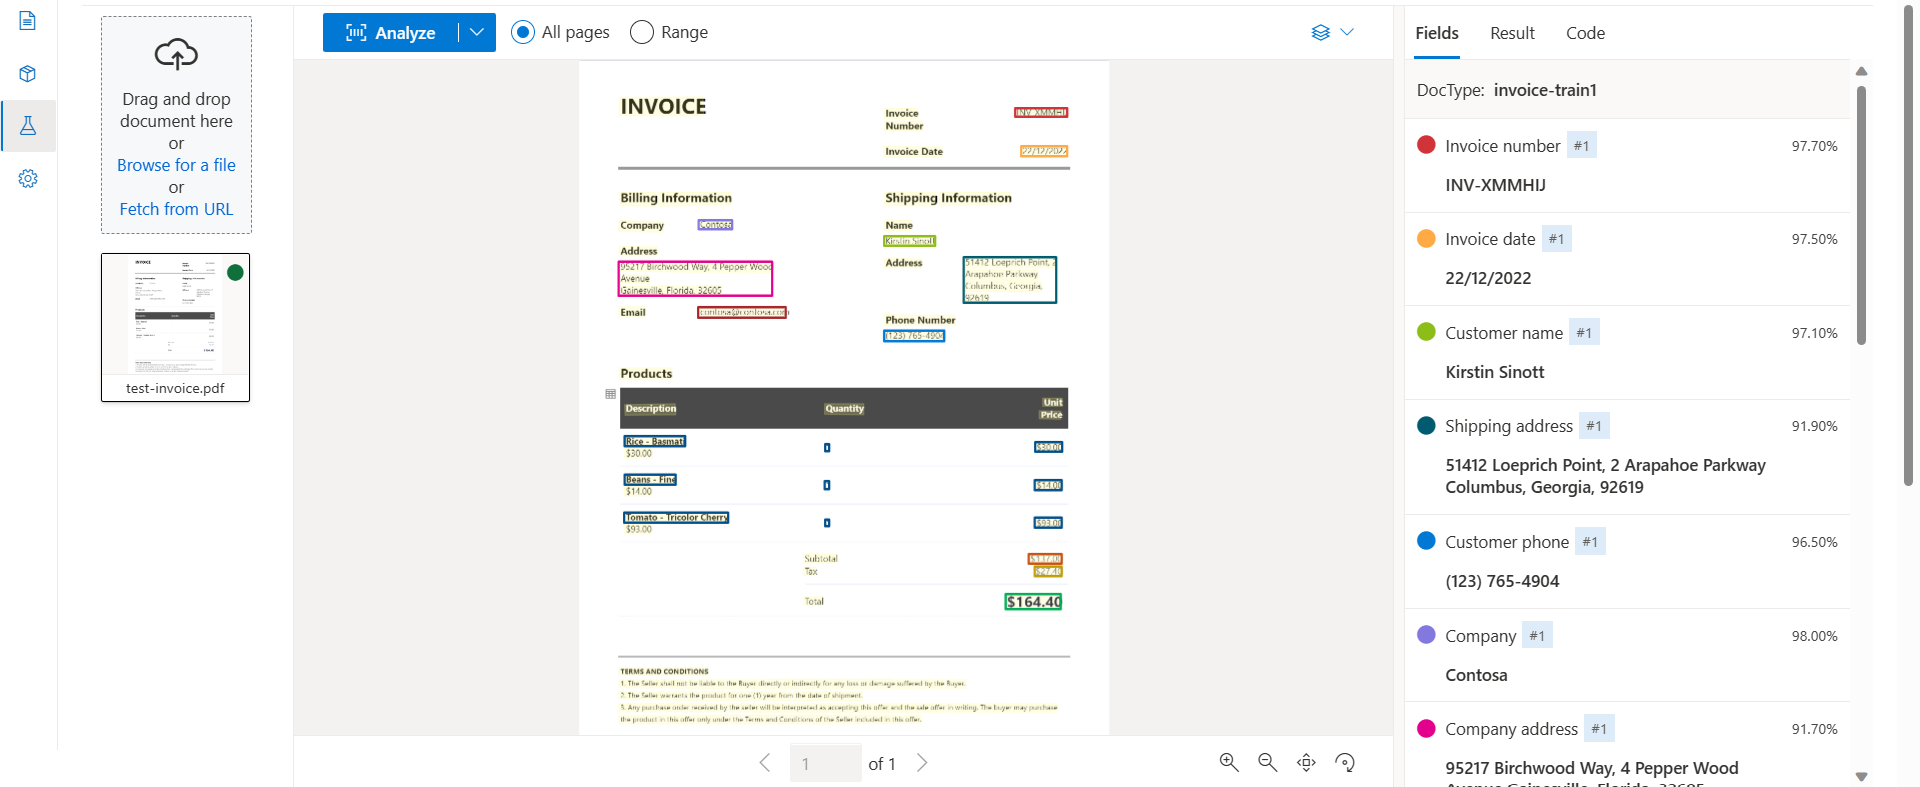 Drag and drop
document here
or
Browse for a file
or
Fetch from URL
INVOICE
test-invoice.pdf
Analyze
All pages
Range
INVOICE
Invoice
Number
INV-XMMHIJ
Invoice Date
22/12/2022
Billing Information
Company
Contosa
Address
95217 Birchwood Way, 4 Pepper Wood
Avenue
Gainesville, Florida, 32605
Email
contosa@contosa.com
Shipping Information
Name
Kirstin Sinott
Address
51412 Loeprich Point, 2
Arapahoe Parkway
Columbus, Georgia,
92619
Phone Number
(123) 765-4904
Products
Description
Quantity
Unit
Price
Rice - Basmati
$30.00
1
$30.00
Beans - Fine
$14.00
1
$14.00
Tomato - Tricolor Cherry
$93.00
1
$93.00
Subtotal
$137.00
Tax
$27.40
Total
$164.40
TERMS AND CONDITIONS
1. The Seller shall not be liable to the Buyer directly or indirectly for any loss or damage suffered by the Buyer.
2. The Seller warrants the product for one (1) year from the date of shipment.
3. Any purchase order received by the seller will be interpreted as accepting this offer and the sale offer in writing. The buyer may purchase
the product in this offer only under the Terms and Conditions of the Seller included in this offer.
1 of 1
Fields
Result
Code
DocType: invoice-train1
Invoice number #1 97.70%
INV-XMMHIJ
Invoice date #1 97.50%
22/12/2022
Customer name #1 97.10%
Kirstin Sinott
Shipping address #1 91.90%
51412 Loeprich Point, 2 Arapahoe Parkway
Columbus, Georgia, 92619
Customer phone #1 96.50%
(123) 765-4904
Company #1 98.00%
Contosa
Company address #1 91.70%
95217 Birchwood Way, 4 Pepper Wood
Avenue Gainesville, Florida, 32605